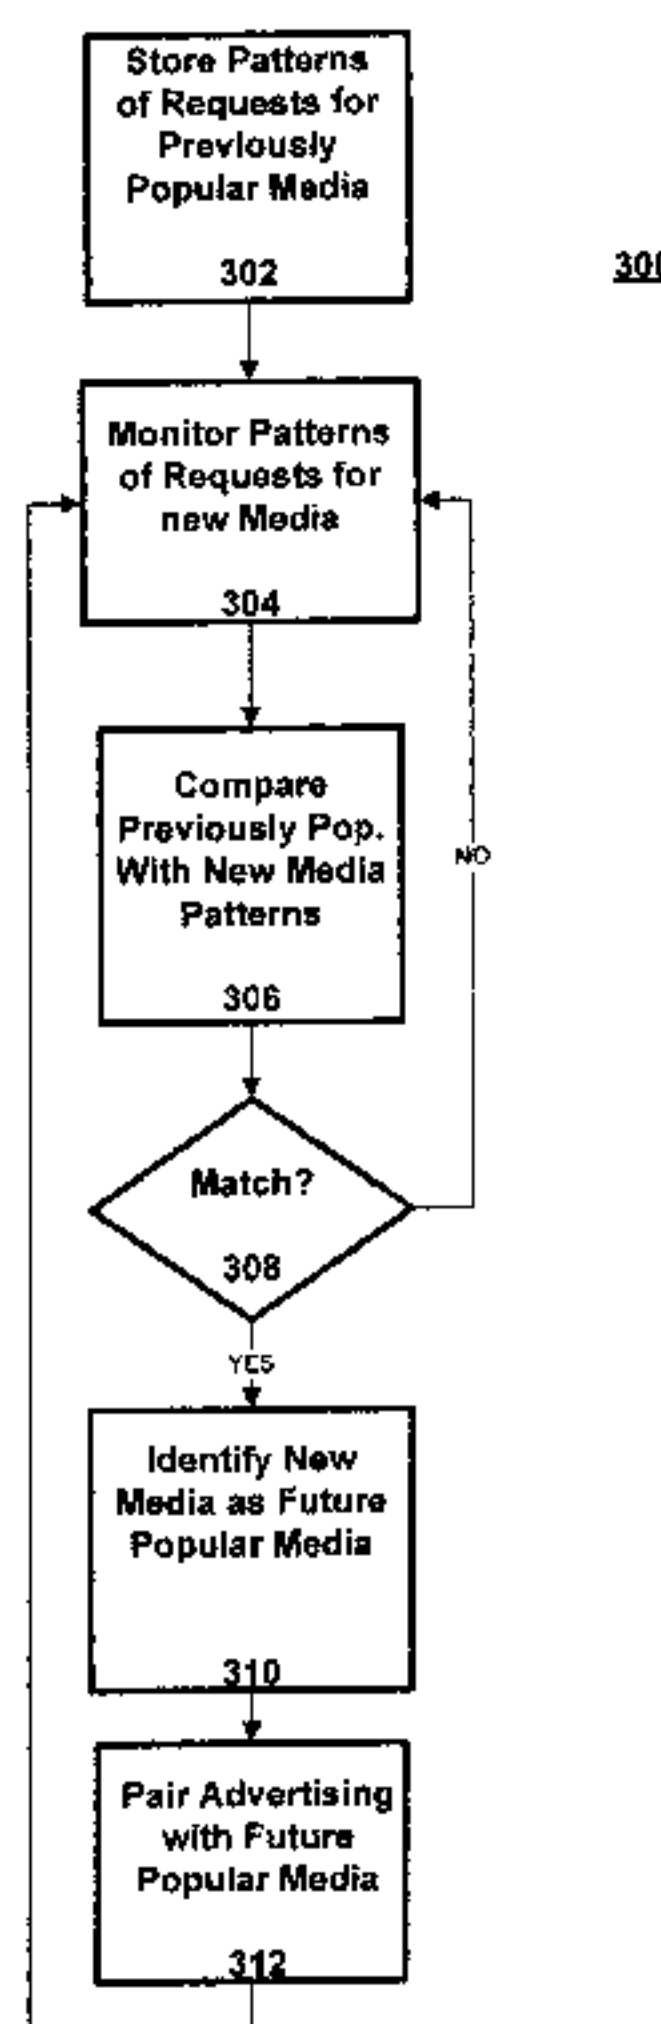 Store Patterns
of Requests for
Previously
Popular Media
302
300
Monitor Patterns
of Requests for
new Media
304
Compare
Previously Pop.
With New Media
Patterns
306
NO
Match?
308
YES
Identify New
Media as Future
Popular Media
310
Pair Advertising
with Future
Popular Media
312